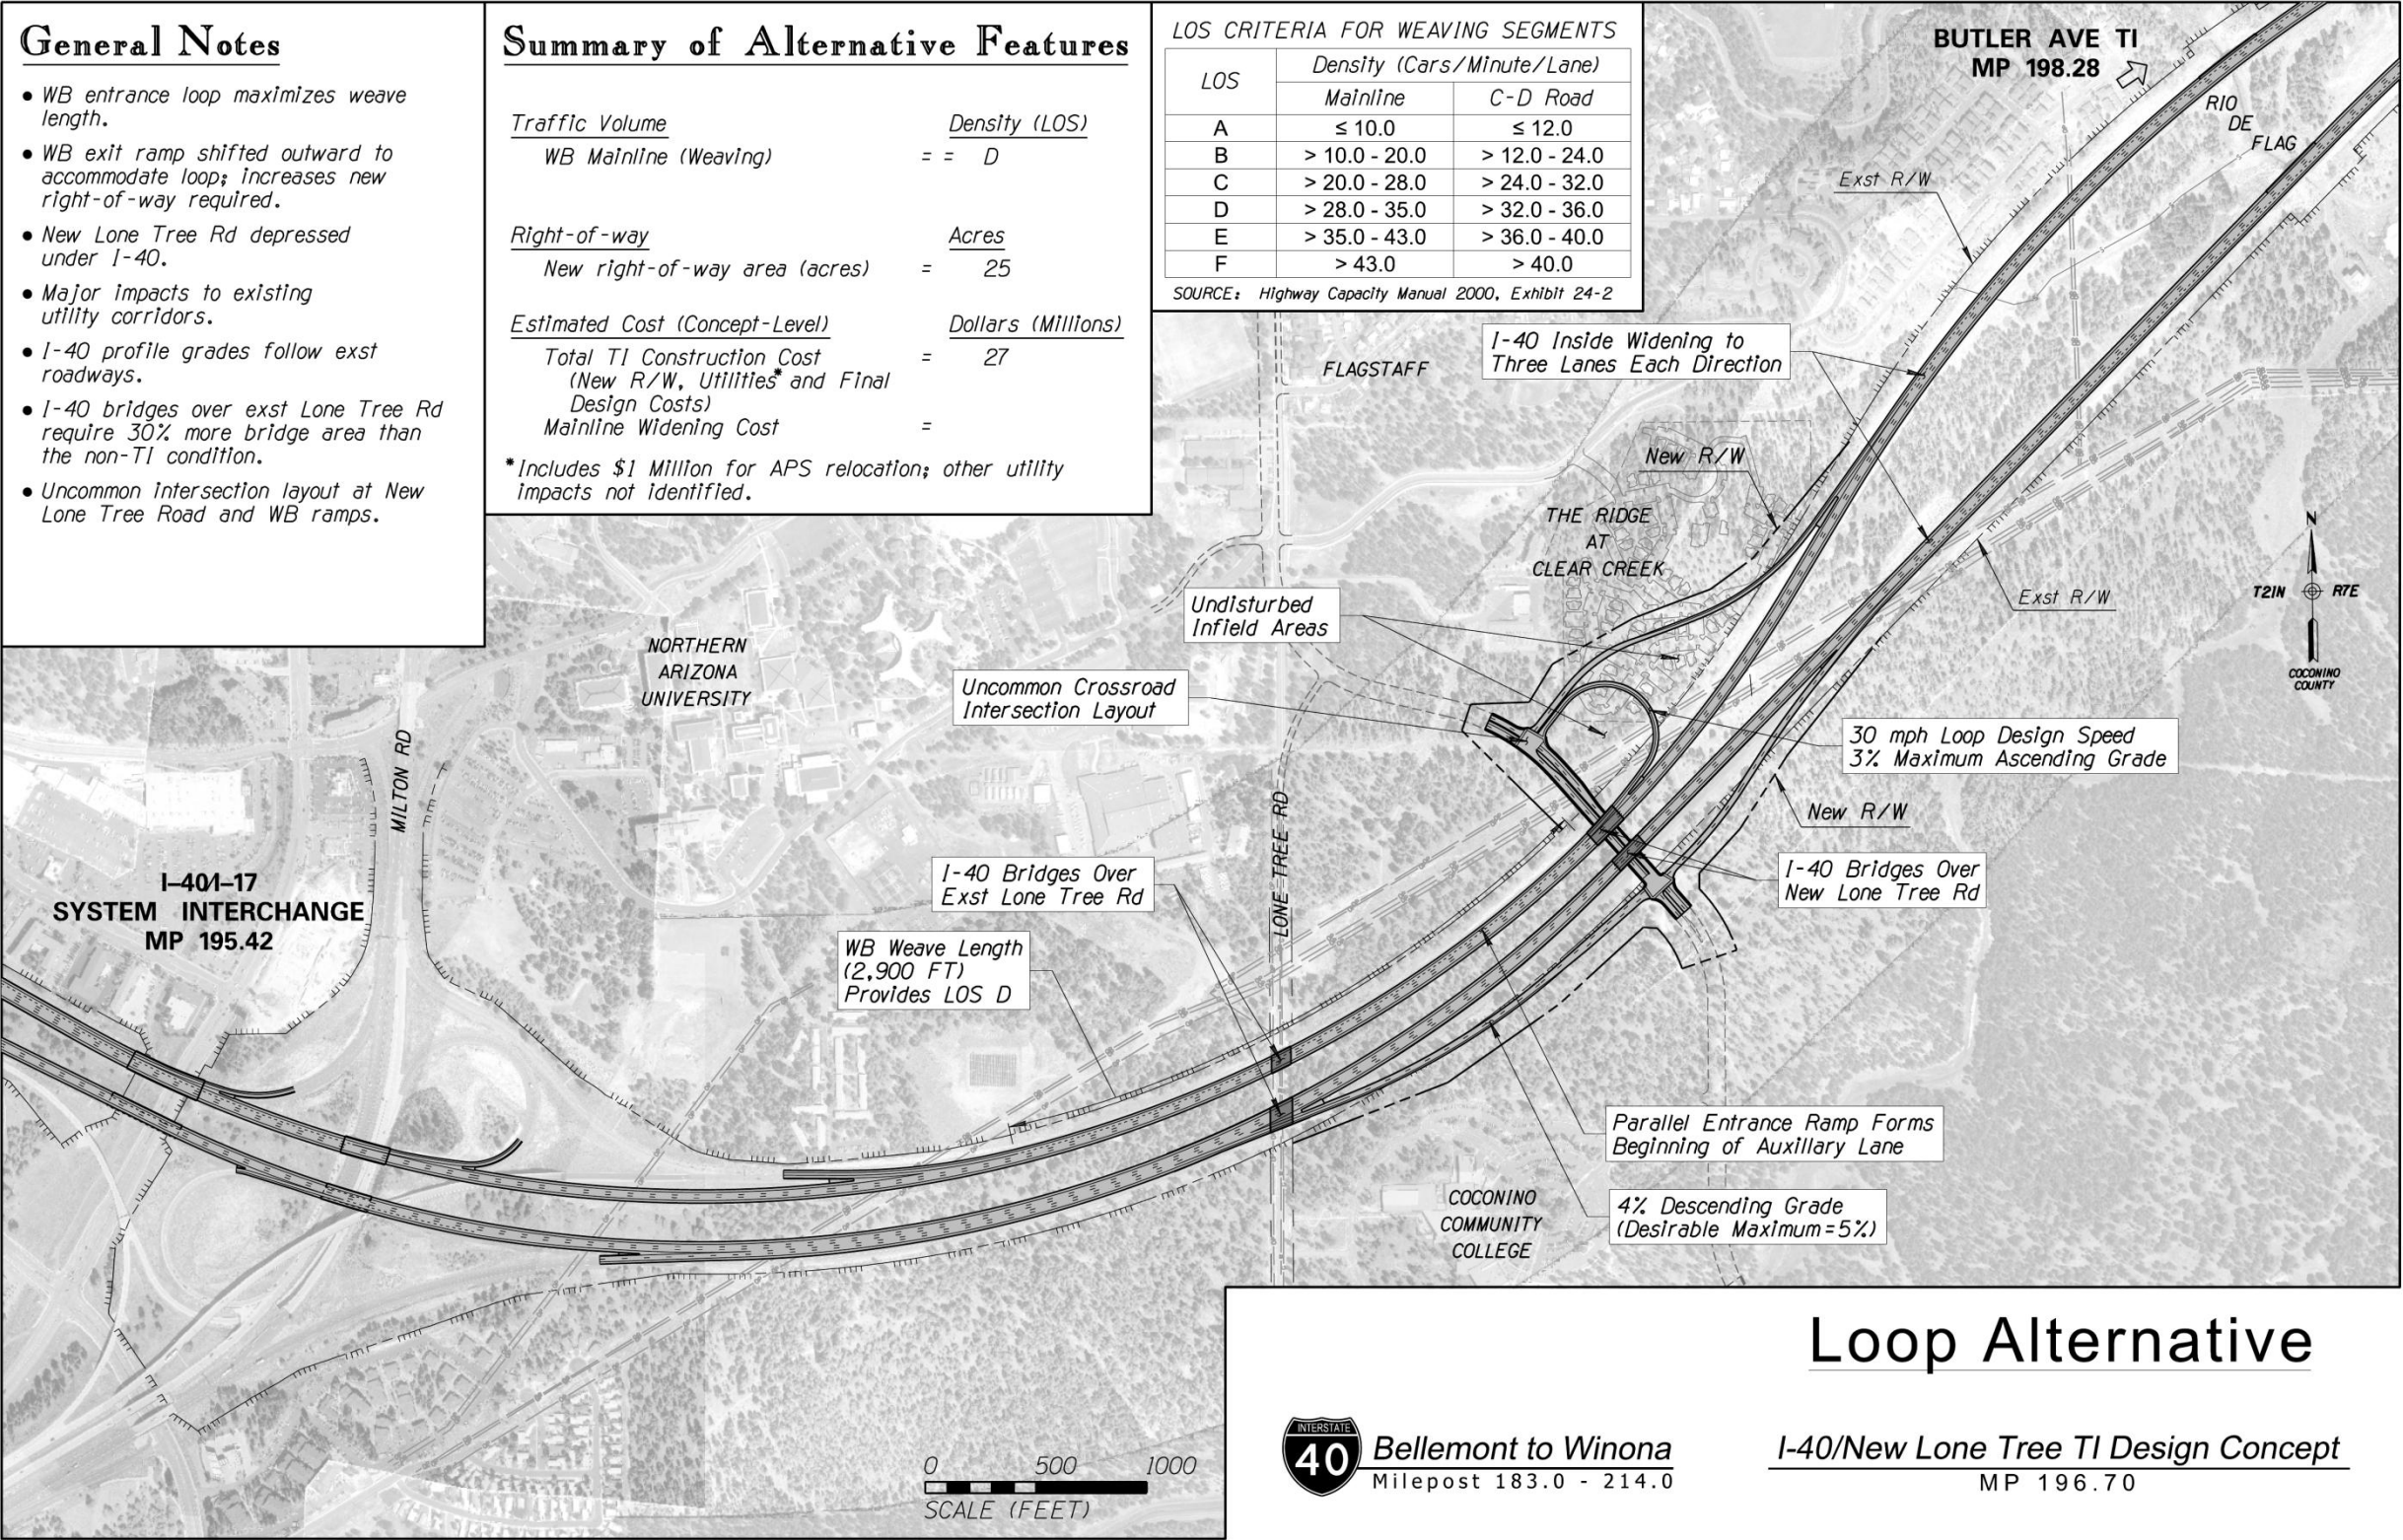 General Notes
• WB entrance loop maximizes weave
length.
• WB exit ramp shifted outward to
accommodate loop; increases new
right-of-way required.
• New Lone Tree Rd depressed
under I-40.
• Major impacts to existing
utility corridors.
• I-40 profile grades follow exst
roadways.
• I-40 bridges over exst Lone Tree Rd
require 30% more bridge area than
the non-TI condition.
• Uncommon intersection layout at New
Lone Tree Road and WB ramps.
Summary of Alternative Features
Traffic Volume Density (LOS)
WB Mainline (Weaving) = = D
Right-of-way Acres
New right-of-way area (acres) = 25
Estimated Cost (Concept-Level) Dollars (Millions)
Total TI Construction Cost = 27
(New R/W, Utilities* and Final
Design Costs)
Mainline Widening Cost =
*Includes $1 Million for APS relocation; other utility
impacts not identified.
LOS CRITERIA FOR WEAVING SEGMENTS
LOS Density (Cars/Minute/Lane)
Mainline C-D Road
A ≤ 10.0 ≤ 12.0
B > 10.0 - 20.0 > 12.0 - 24.0
C > 20.0 - 28.0 > 24.0 - 32.0
D > 28.0 - 35.0 > 32.0 - 36.0
E > 35.0 - 43.0 > 36.0 - 40.0
F > 43.0 > 40.0
SOURCE: Highway Capacity Manual 2000, Exhibit 24-2
BUTLER AVE TI
MP 198.28
RIO
DE
FLAG
Exst R/W
I-40 Inside Widening to
Three Lanes Each Direction
FLAGSTAFF
New R/W
THE RIDGE
AT
CLEAR CREEK
N
T21N R7E
COCONINO
COUNTY
Exst R/W
Undisturbed
Infield Areas
NORTHERN
ARIZONA
UNIVERSITY
Uncommon Crossroad
Intersection Layout
30 mph Loop Design Speed
3% Maximum Ascending Grade
New R/W
MILTON RD
LONE TREE RD
I-40 Bridges Over
Exst Lone Tree Rd
I-40 Bridges Over
New Lone Tree Rd
I-40/I-17
SYSTEM INTERCHANGE
MP 195.42
WB Weave Length
(2,900 FT)
Provides LOS D
Parallel Entrance Ramp Forms
Beginning of Auxillary Lane
COCONINO
COMMUNITY
COLLEGE
4% Descending Grade
(Desirable Maximum=5%)
0 500 1000
SCALE (FEET)
Loop Alternative
INTERSTATE
40
Bellemont to Winona
Milepost 183.0 - 214.0
I-40/New Lone Tree TI Design Concept
MP 196.70